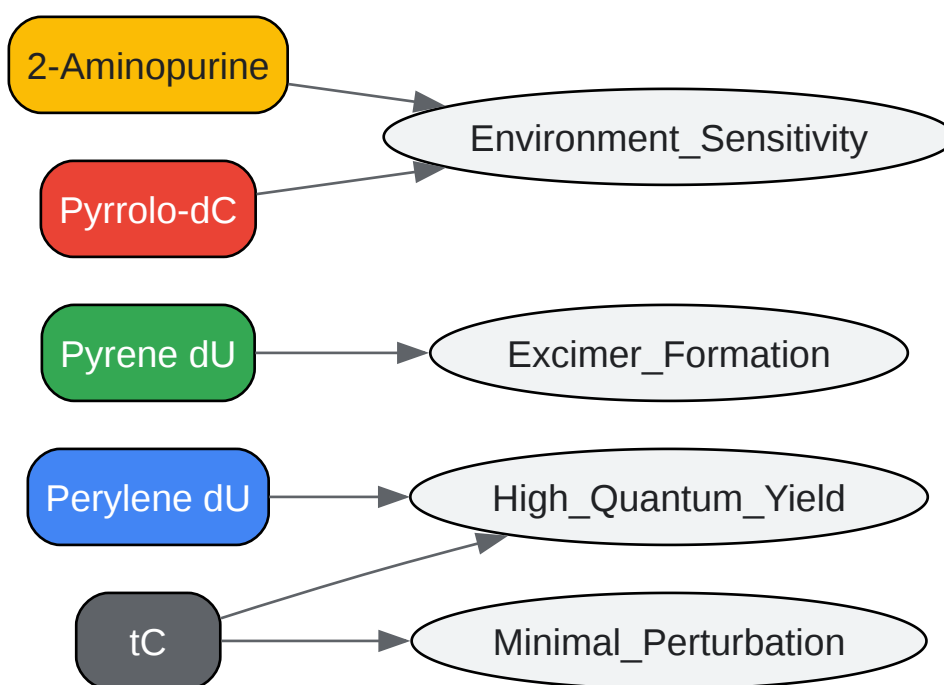 2-Aminopurine
Environment_Sensitivity
Pyrrolo-dC
Pyrene dU
Excimer_Formation
Perylene dU
High_Quantum_Yield
tC
Minimal_Perturbation